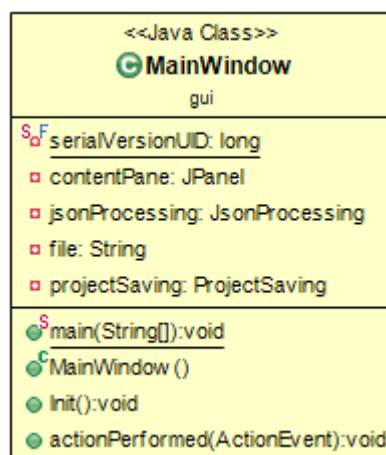 <<Java Class>>
C MainWindow
gui
S F serialVersionUID: long
contentPane: JPanel
jsonProcessing: JsonProcessing
file: String
projectSaving: ProjectSaving
S main(String[]):void
C MainWindow()
Init():void
actionPerformed(ActionEvent):void